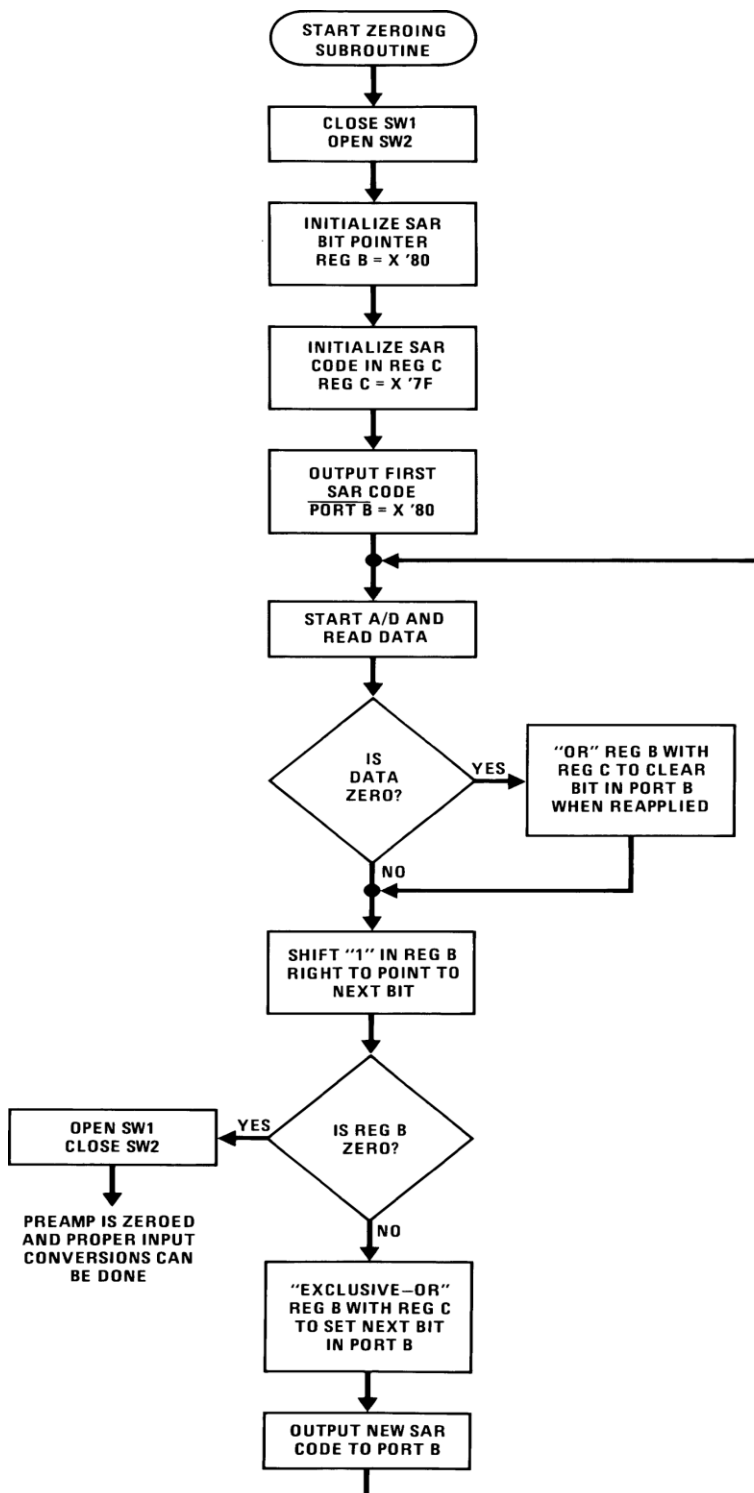 START ZEROING
SUBROUTINE
CLOSE SW1
OPEN SW2
INITIALIZE SAR
BIT POINTER
REG B = X '80
INITIALIZE SAR
CODE IN REG C
REG C = X '7F
OUTPUT FIRST
SAR CODE
PORT B = X '80
START A/D AND
READ DATA
IS
DATA
ZERO?
YES
"OR" REG B WITH
REG C TO CLEAR
BIT IN PORT B
WHEN REAPPLIED
NO
SHIFT "1" IN REG B
RIGHT TO POINT TO
NEXT BIT
IS REG B
ZERO?
YES
OPEN SW1
CLOSE SW2
PREAMP IS ZEROED
AND PROPER INPUT
CONVERSIONS CAN
BE DONE
NO
"EXCLUSIVE–OR"
REG B WITH REG C
TO SET NEXT BIT
IN PORT B
OUTPUT NEW SAR
CODE TO PORT B